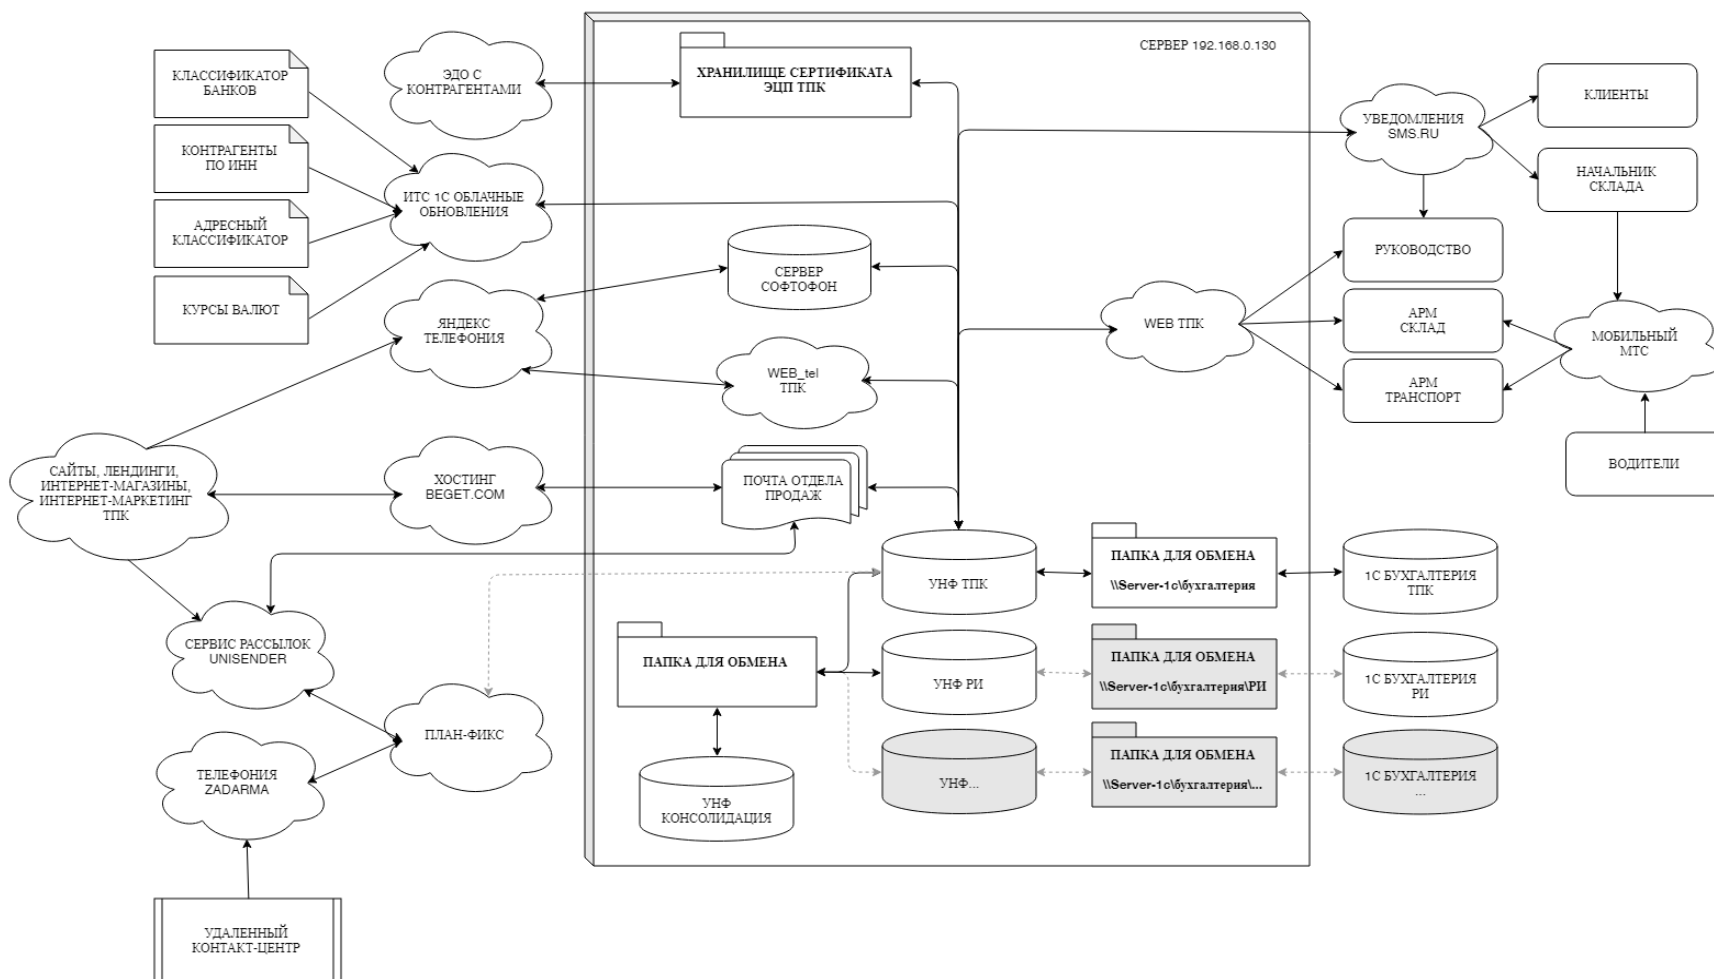 СЕРВЕР 192.168.0.130
КЛАССИФИКАТОР
БАНКОВ
ЭДО С
КОНТРАГЕНТАМИ
ХРАНИЛИЩЕ СЕРТИФИКАТА
ЭЦП ТПК
УВЕДОМЛЕНИЯ
SMS.RU
КЛИЕНТЫ
КОНТРАГЕНТЫ
ПО ИНН
НАЧАЛЬНИК
СКЛАДА
ИТС 1С ОБЛАЧНЫЕ
ОБНОВЛЕНИЯ
АДРЕСНЫЙ
КЛАССИФИКАТОР
РУКОВОДСТВО
СЕРВЕР
СОФТОФОН
КУРСЫ ВАЛЮТ
ЯНДЕКС
ТЕЛЕФОНИЯ
WEB ТПК
АРМ
СКЛАД
МОБИЛЬНЫЙ
МТС
WEB_tel
ТПК
АРМ
ТРАНСПОРТ
САЙТЫ, ЛЕНДИНГИ,
ИНТЕРНЕТ-МАГАЗИНЫ,
ИНТЕРНЕТ-МАРКЕТИНГ
ТПК
ХОСТИНГ
BEGET.COM
ПОЧТА ОТДЕЛА
ПРОДАЖ
ВОДИТЕЛИ
УНФ ТПК
ПАПКА ДЛЯ ОБМЕНА
\\Server-1c\бухгалтерия
1С БУХГАЛТЕРИЯ
ТПК
СЕРВИС РАССЫЛОК
UNISENDER
ПАПКА ДЛЯ ОБМЕНА
УНФ РИ
ПАПКА ДЛЯ ОБМЕНА
\\Server-1c\бухгалтерия\РИ
1С БУХГАЛТЕРИЯ
РИ
ПЛАН-ФИКС
ТЕЛЕФОНИЯ
ZADARMA
УНФ
КОНСОЛИДАЦИЯ
УНФ...
ПАПКА ДЛЯ ОБМЕНА
\\Server-1c\бухгалтерия\...
1С БУХГАЛТЕРИЯ
...
УДАЛЕННЫЙ
КОНТАКТ-ЦЕНТР